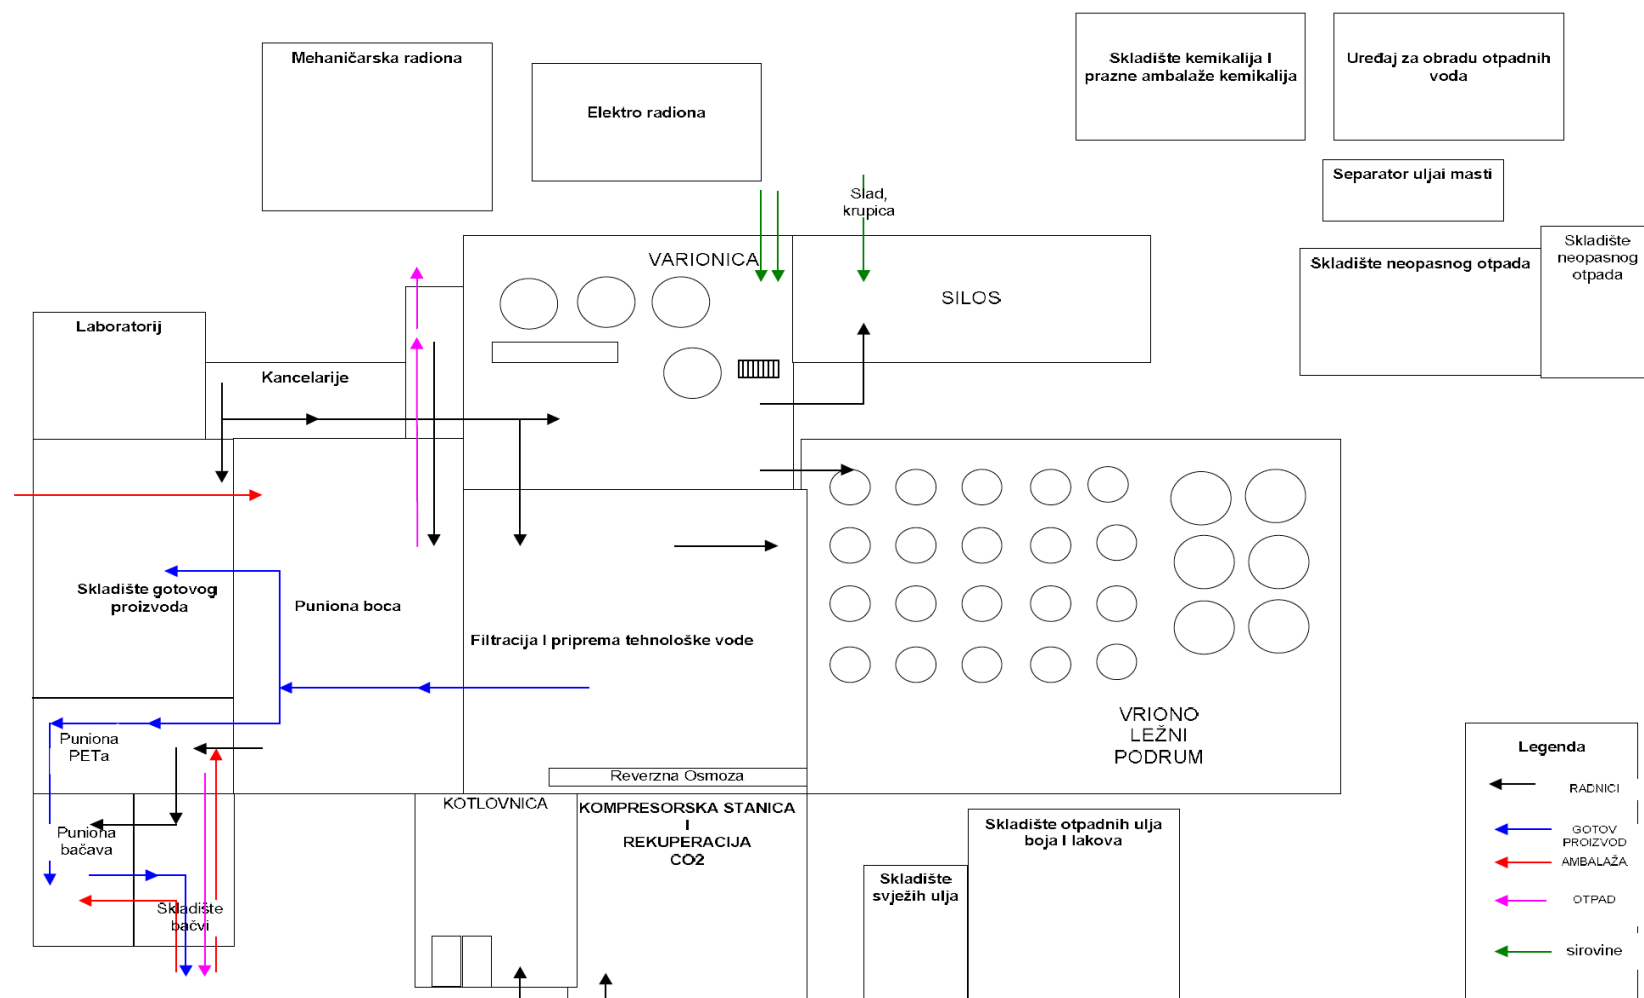 Mehaničarska radiona
Elektro radiona
Skladište kemikalija I
prazne ambalaže kemikalija
Uređaj za obradu otpadnih
voda
Separator uljai masti
Skladište neopasnog otpada
Skladište
neopasnog
otpada
Slad,
krupica
VARIONICA
SILOS
Laboratorij
Kancelarije
Skladište gotovog
proizvoda
Puniona boca
Filtracija I priprema tehnološke vode
VRIONO
LEŽNI
PODRUM
Puniona
PETa
Reverzna Osmoza
Puniona
bačava
Skladište
bačvi
KOTLOVNICA
KOMPRESORSKA STANICA
I
REKUPERACIJA
CO2
Skladište
svježih ulja
Skladište otpadnih ulja
boja I lakova
Legenda
RADNICI
GOTOV
PROIZVOD
AMBALAŽA
OTPAD
sirovine